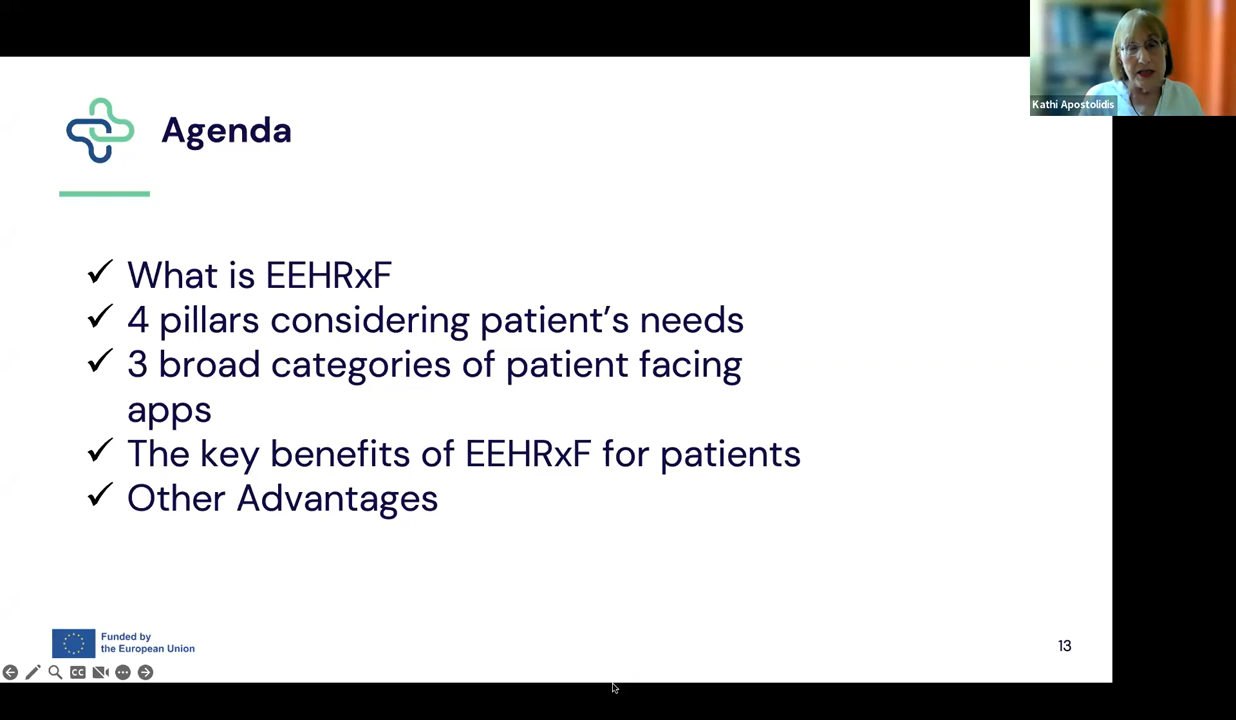 Kathi Apostolidis
Agenda
✓ What is EEHRxF
✓ 4 pillars considering patient’s needs
✓ 3 broad categories of patient facing
apps
✓ The key benefits of EEHRxF for patients
✓ Other Advantages
Funded by
the European Union
13
CC